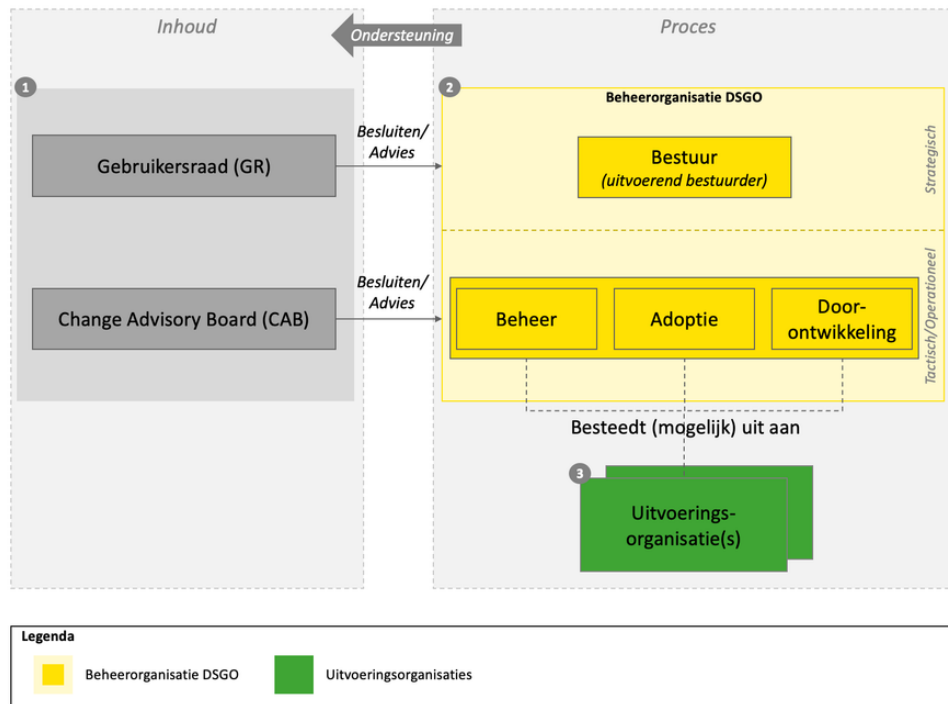 Inhoud
Ondersteuning
Proces
1
Gebruikersraad (GR)
Change Advisory Board (CAB)
Besluiten/
Advies
Besluiten/
Advies
2
Beheerorganisatie DSGO
Bestuur
(uitvoerend bestuurder)
Strategisch
Beheer
Adoptie
Door-
ontwikkeling
Tactisch/Operationeel
Besteedt (mogelijk) uit aan
3
Uitvoerings-
organisatie(s)
Legenda
Beheerorganisatie DSGO
Uitvoeringsorganisaties